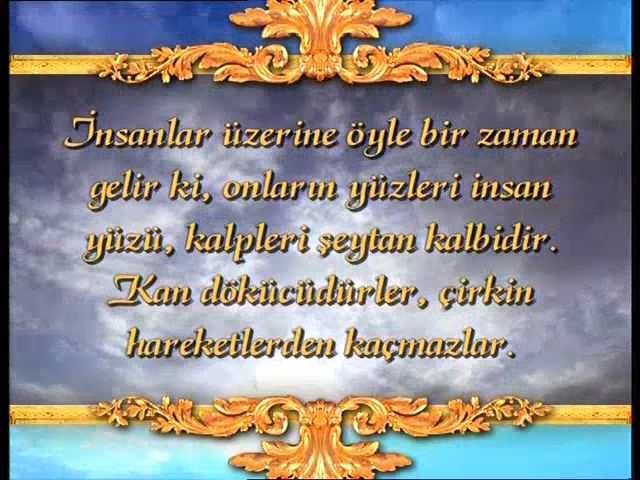 İnsanlar üzerine öyle bir zaman
gelir ki, onların yüzleri insan
yüzü, kalpleri şeytan kalbidir.
Kan dökücüdürler, çirkin
hareketlerden kaçmazlar.